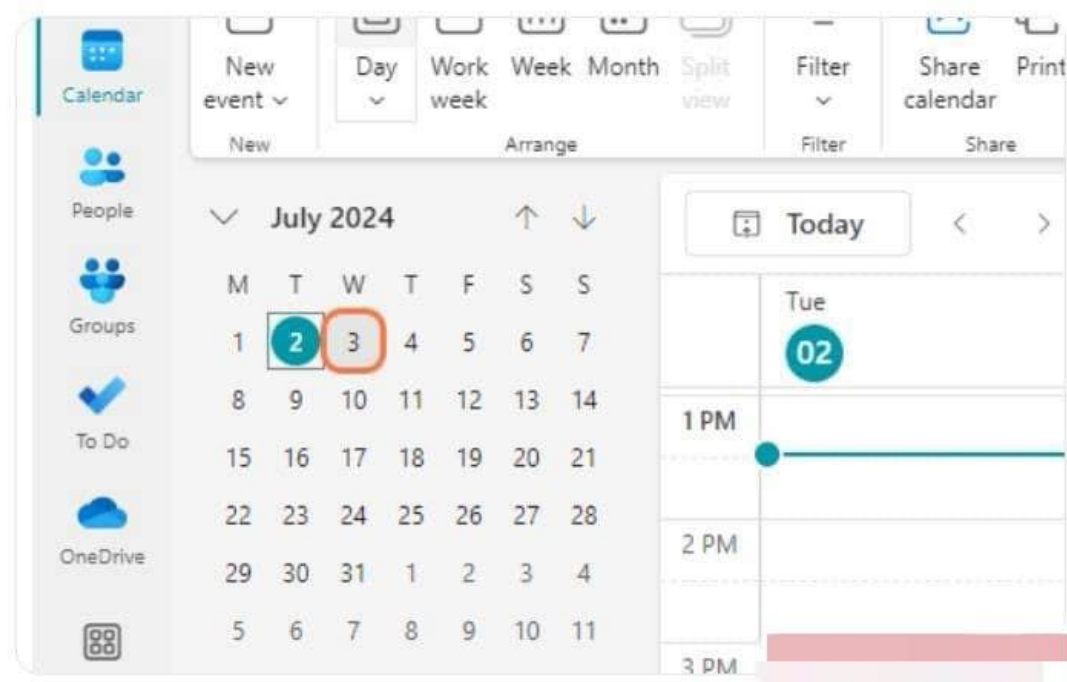 Calendar
People
Groups
To Do
OneDrive
New event
Day
Work week
Week
Month
Split view
Filter
Share calendar
Print
New
Arrange
Filter
Share
July 2024
M T W T F S S
1 2 3 4 5 6 7
8 9 10 11 12 13 14
15 16 17 18 19 20 21
22 23 24 25 26 27 28
29 30 31 1 2 3 4
5 6 7 8 9 10 11
Today
Tue
02
1 PM
2 PM
3 PM